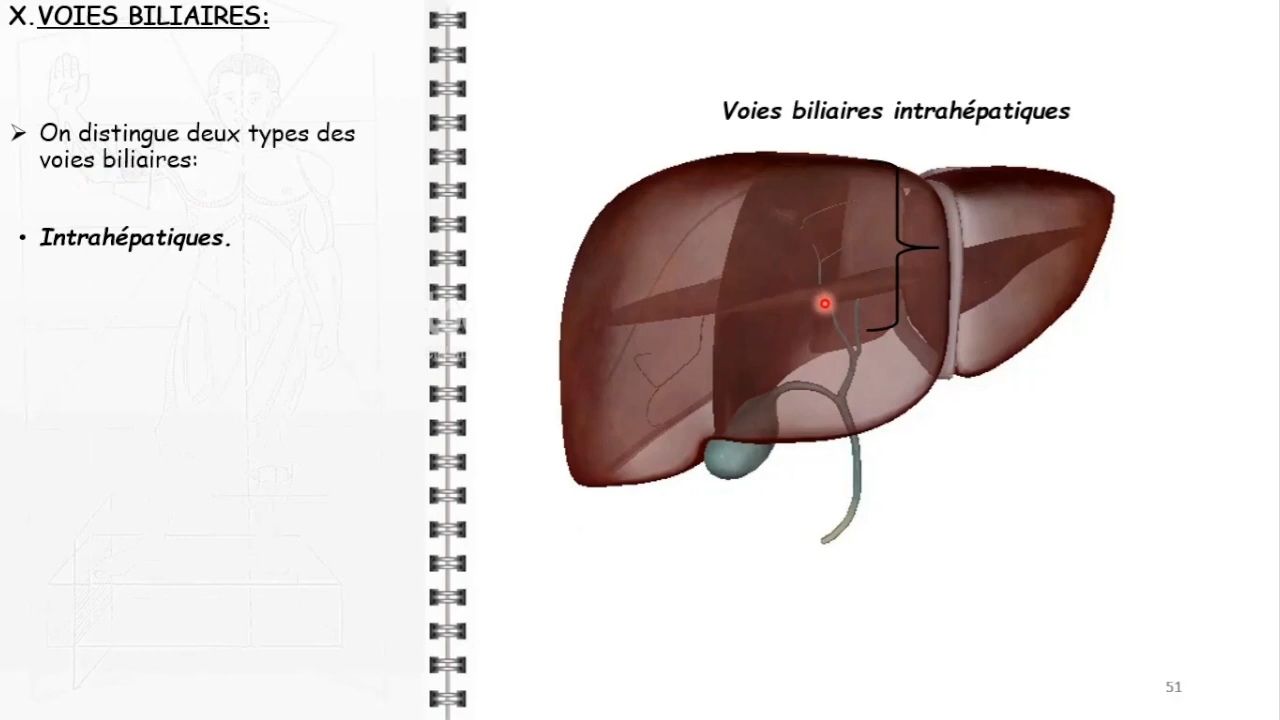 X. VOIES BILIAIRES:
➢ On distingue deux types des
voies biliaires:
• Intrahépatiques.
Voies biliaires intrahépatiques
51